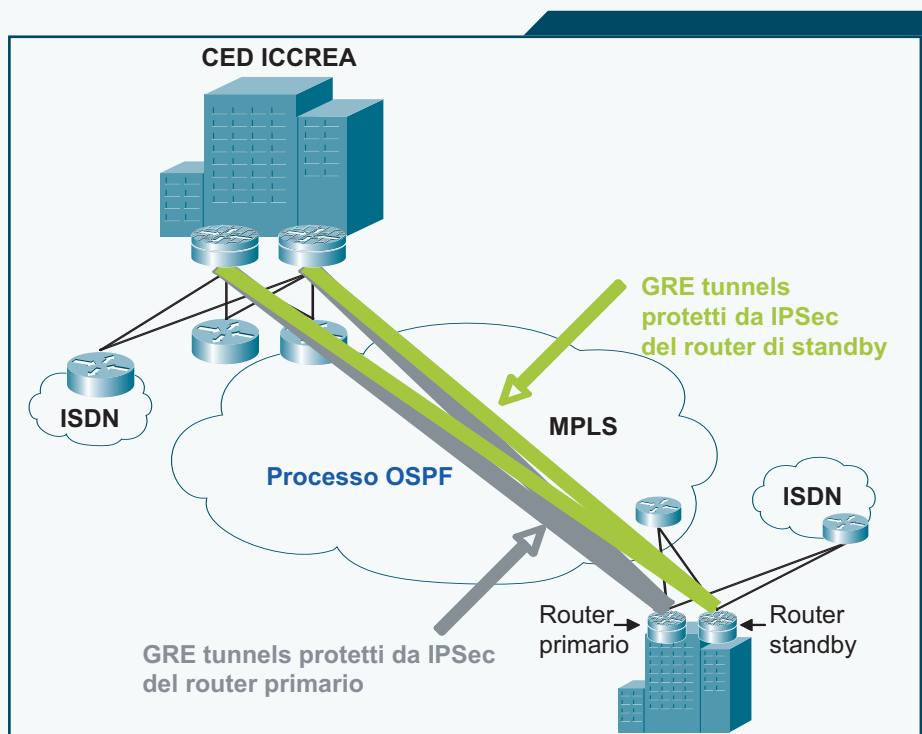 CED ICCREA
GRE tunnels
protetti da IPSec
del router di standby
ISDN
MPLS
Processo OSPF
ISDN
Router
primario
Router
standby
GRE tunnels protetti da IPSec
del router primario